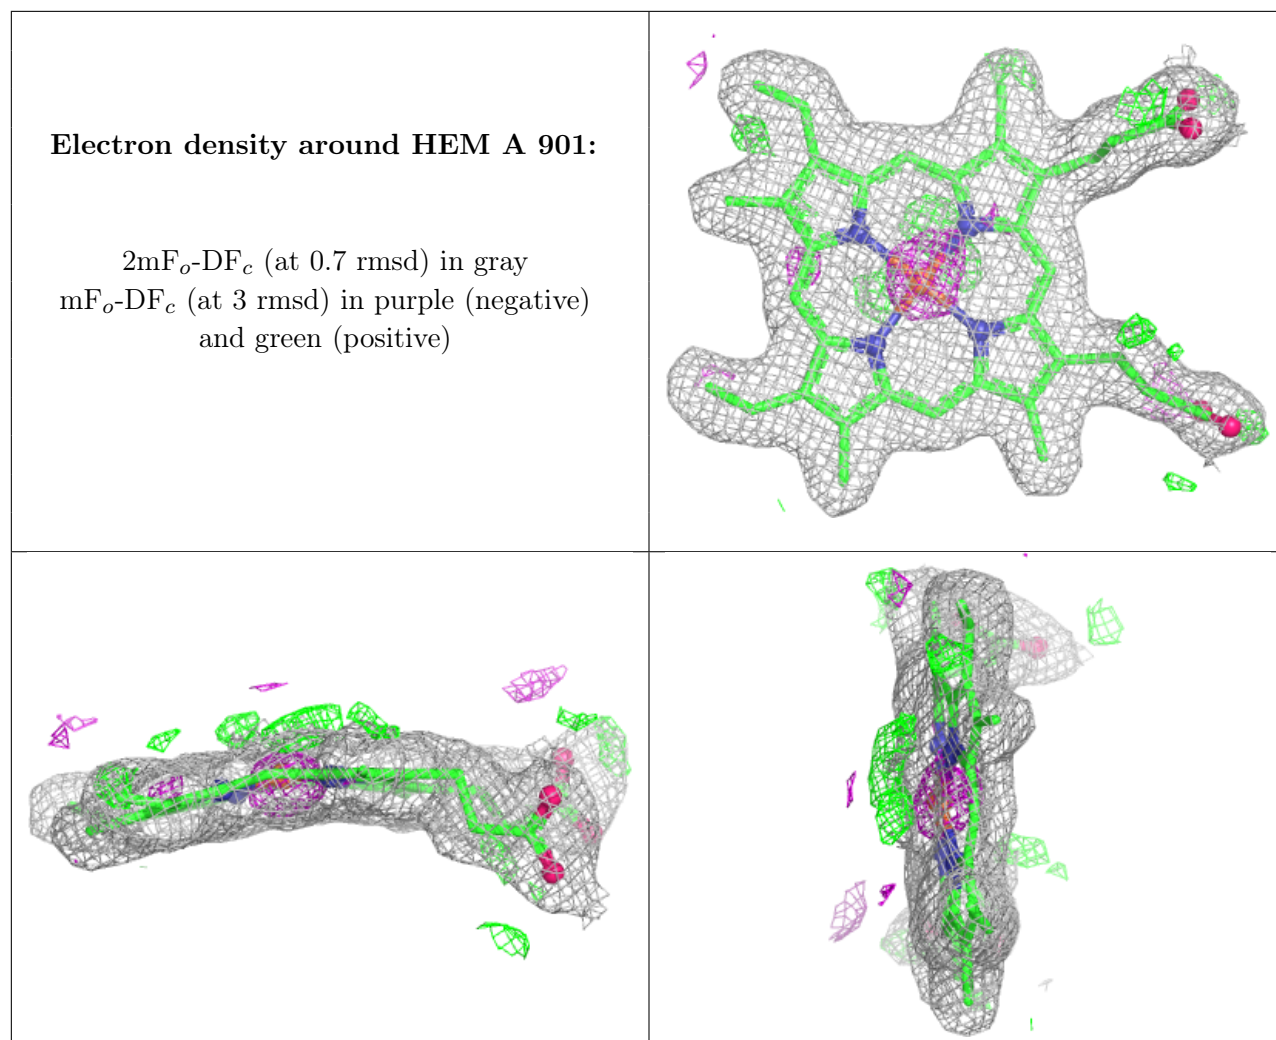 Electron density around HEM A 901:
2mFo-DFc (at 0.7 rmsd) in gray
mFo-DFc (at 3 rmsd) in purple (negative)
and green (positive)